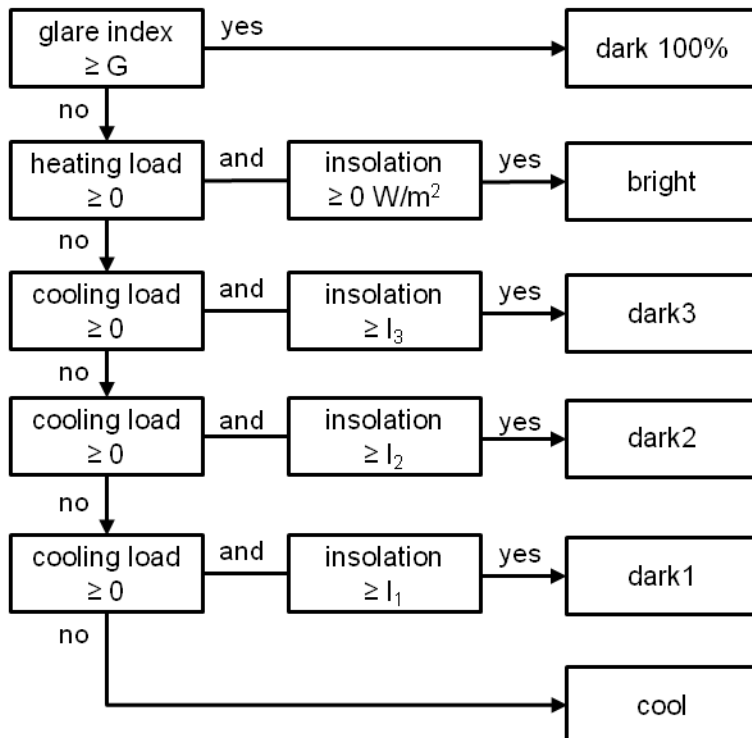 glare index
≥ G
yes
dark 100%
no
heating load
≥ 0
and
insolation
≥ 0 W/m²
yes
bright
no
cooling load
≥ 0
and
insolation
≥ I₃
yes
dark3
no
cooling load
≥ 0
and
insolation
≥ I₂
yes
dark2
no
cooling load
≥ 0
and
insolation
≥ I₁
yes
dark1
no
cool